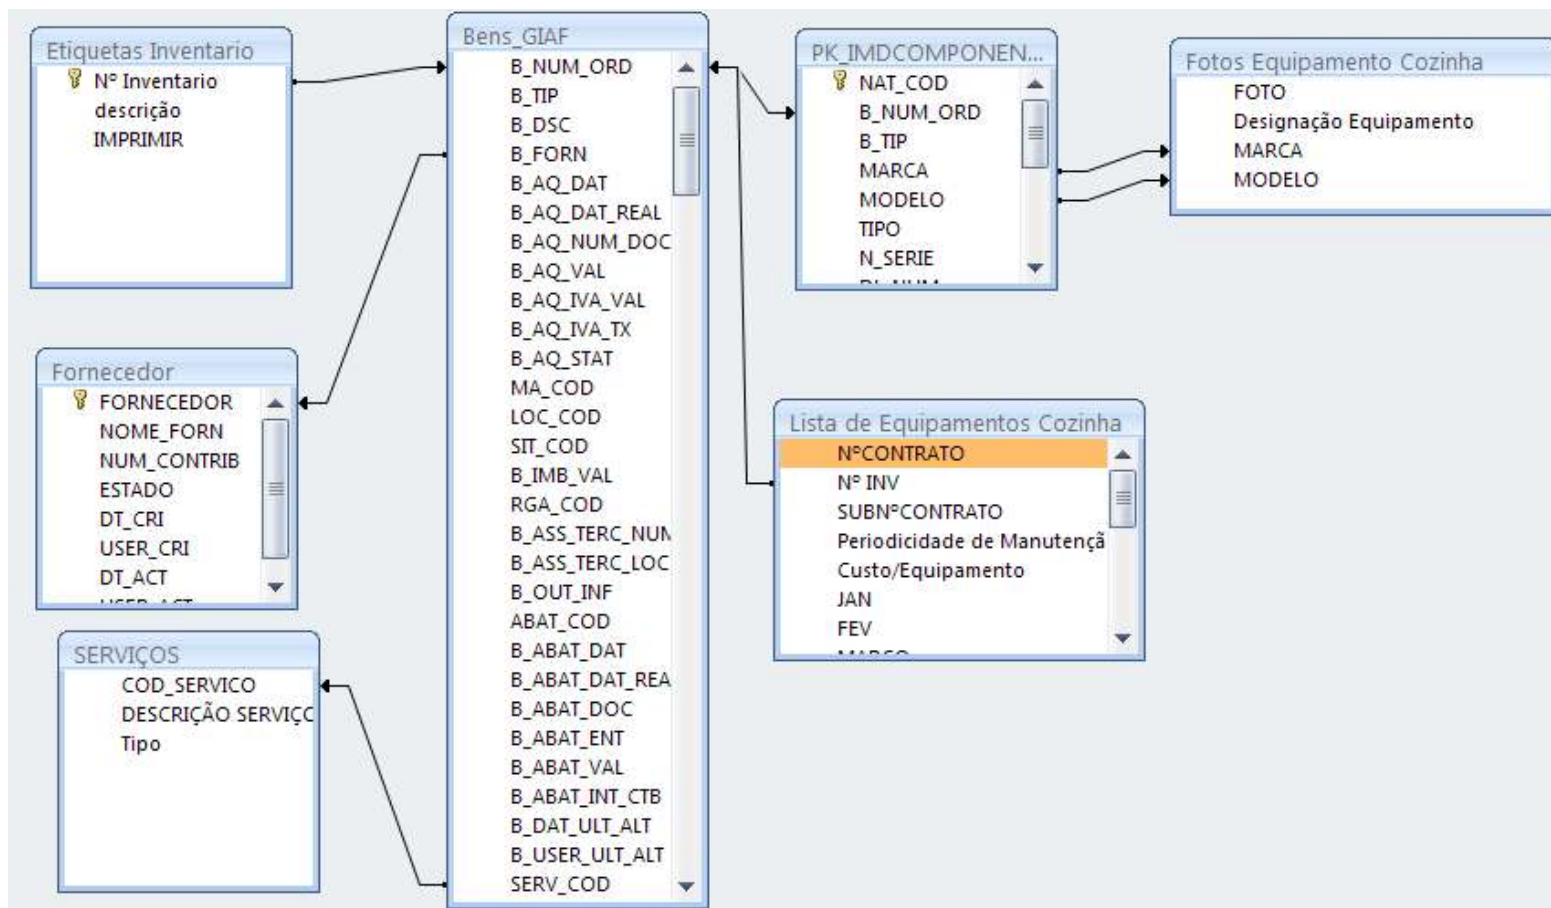 Etiquetas Inventario
Nº Inventario
descrição
IMPRIMIR
Fornecedor
FORNECEDOR
NOME_FORN
NUM_CONTRIB
ESTADO
DT_CRI
USER_CRI
DT_ACT
SERVIÇOS
COD_SERVICO
DESCRIÇÃO SERVIÇC
Tipo
Bens_GIAF
B_NUM_ORD
B_TIP
B_DSC
B_FORN
B_AQ_DAT
B_AQ_DAT_REAL
B_AQ_NUM_DOC
B_AQ_VAL
B_AQ_IVA_VAL
B_AQ_IVA_TX
B_AQ_STAT
MA_COD
LOC_COD
SIT_COD
B_IMB_VAL
RGA_COD
B_ASS_TERC_NUM
B_ASS_TERC_LOC
B_OUT_INF
ABAT_COD
B_ABAT_DAT
B_ABAT_DAT_REA
B_ABAT_DOC
B_ABAT_ENT
B_ABAT_VAL
B_ABAT_INT_CTB
B_DAT_ULT_ALT
B_USER_ULT_ALT
SERV_COD
PK_IMDCOMPONEN...
NAT_COD
B_NUM_ORD
B_TIP
MARCA
MODELO
TIPO
N_SERIE
Fotos Equipamento Cozinha
FOTO
Designação Equipamento
MARCA
MODELO
Lista de Equipamentos Cozinha
NºCONTRATO
Nº INV
SUBNºCONTRATO
Periodicidade de Manutençã
Custo/Equipamento
JAN
FEV